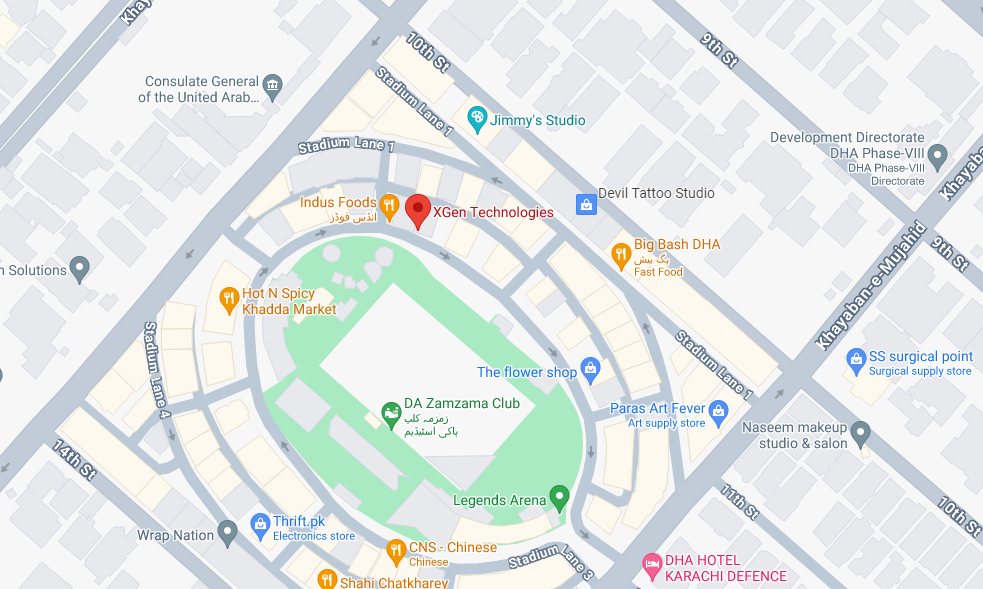 Khay
10th St
9th St
Consulate General
of the United Arab...
Stadium Lane 1
Jimmy's Studio
Stadium Lane 1
Development Directorate
DHA Phase-VIII
DHA Phase-VIII
Directorate
Khayaba
Devil Tattoo Studio
Indus Foods
انڈس فوڈز
XGen Technologies
Big Bash DHA
بگ بیش
Fast Food
9th St
n Solutions
Hot N Spicy
Khadda Market
Khayaban-e-Mujahid
Stadium Lane 4
Stadium Lane 1
SS surgical point
Surgical supply store
The flower shop
DA Zamzama Club
زمزمہ کلب
ہاکی اسٹیڈیم
Paras Art Fever
Art supply store
Naseem makeup
studio & salon
14th St
Legends Arena
11th St
10th St
Thrift.pk
Electronics store
Wrap Nation
CNS - Chinese
Chinese
Stadium Lane 3
DHA HOTEL
KARACHI DEFENCE
Shahi Chatkharey